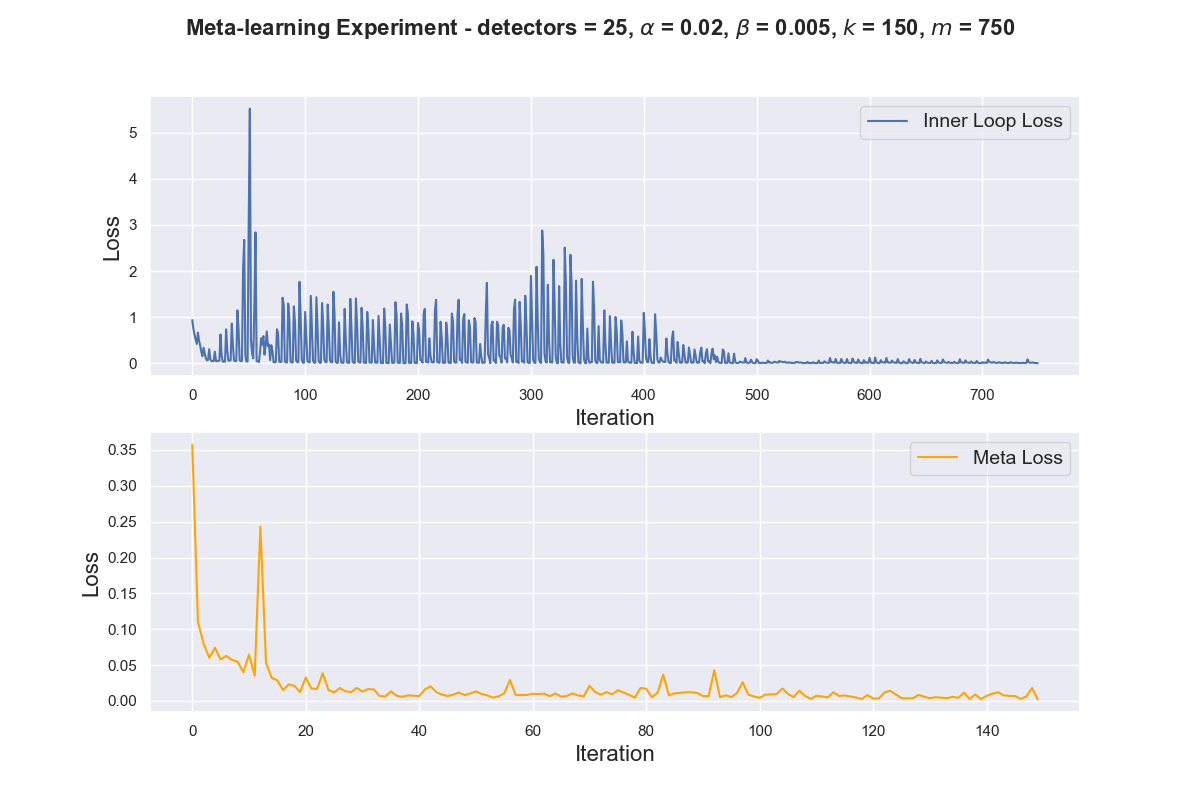 Meta-learning Experiment - detectors = 25, α = 0.02, β = 0.005, k = 150, m = 750
Inner Loop Loss
Loss
5
4
3
2
1
0
0 100 200 300 400 500 600 700
Iteration
Meta Loss
Loss
0.35
0.30
0.25
0.20
0.15
0.10
0.05
0.00
0 20 40 60 80 100 120 140
Iteration